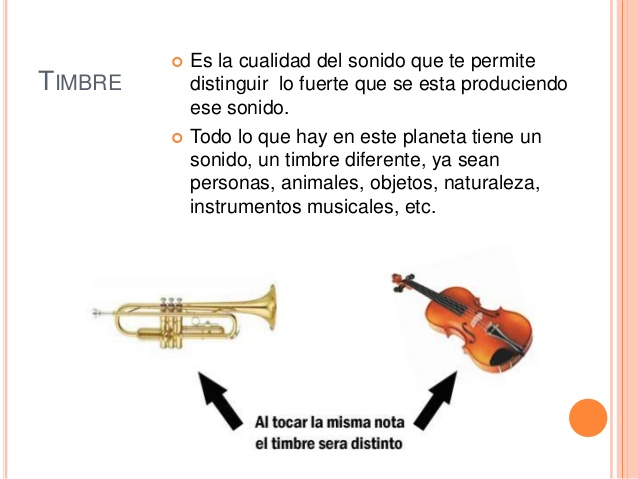 TIMBRE
Es la cualidad del sonido que te permite
distinguir lo fuerte que se esta produciendo
ese sonido.
Todo lo que hay en este planeta tiene un
sonido, un timbre diferente, ya sean
personas, animales, objetos, naturaleza,
instrumentos musicales, etc.
Al tocar la misma nota
el timbre sera distinto